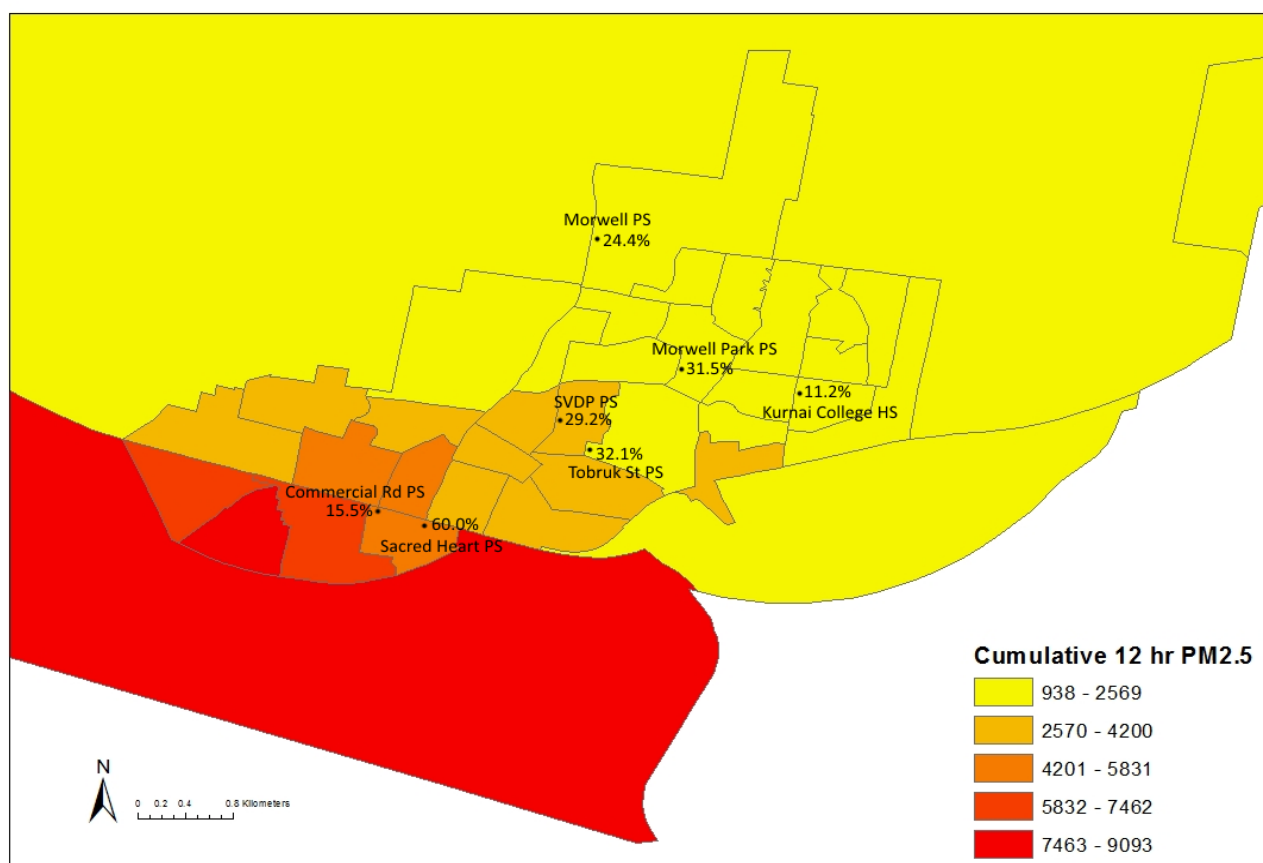 Morwell PS
24.4%
Morwell Park PS
31.5%
11.2%
Kurnai College HS
SVDP PS
29.2%
32.1%
Tobruk St PS
Commercial Rd PS
15.5%
60.0%
Sacred Heart PS
Cumulative 12 hr PM2.5
938 - 2569
2570 - 4200
4201 - 5831
5832 - 7462
7463 - 9093
N
0 0.2 0.4 0.8 Kilometers